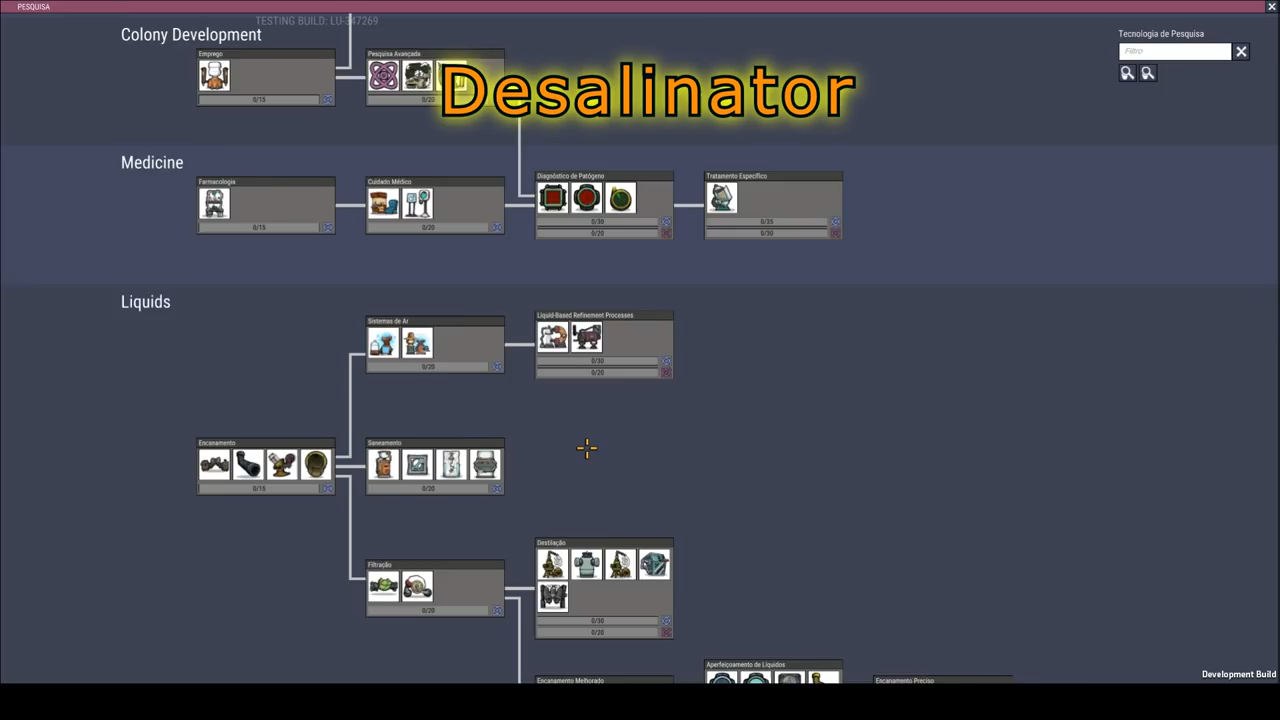 PESQUISA
TESTING BUILD: LU-347269
Colony Development
Tecnologia de Pesquisa
Filtro
Emprego
Pesquisa Avançada
0/15
0/20
Desalinator
Medicine
Farmacologia
Cuidado Médico
Diagnóstico de Patógeno
Tratamento Específico
0/15
0/20
0/30
0/20
0/35
0/30
Liquids
Sistemas de Ar
Liquid-Based Refinement Processes
0/20
0/30
0/20
Encanamento
Saneamento
0/15
0/20
Destilação
Filtração
0/20
0/30
0/20
Aperfeiçoamento de Líquidos
Encanamento Melhorado
Encanamento Preciso
Development Build